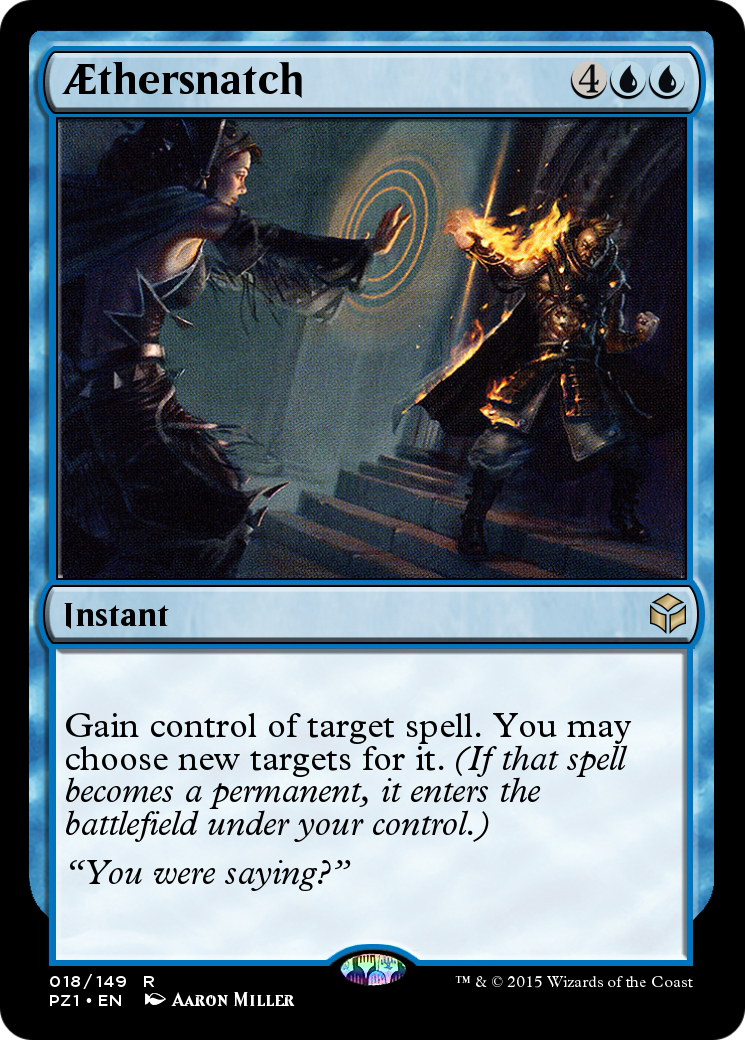 Æthersnatch 4
Instant
Gain control of target spell. You may
choose new targets for it. (If that spell
becomes a permanent, it enters the
battlefield under your control.)
“You were saying?”
018/149 R
PZ1 • EN Aaron Miller
™ & © 2015 Wizards of the Coast